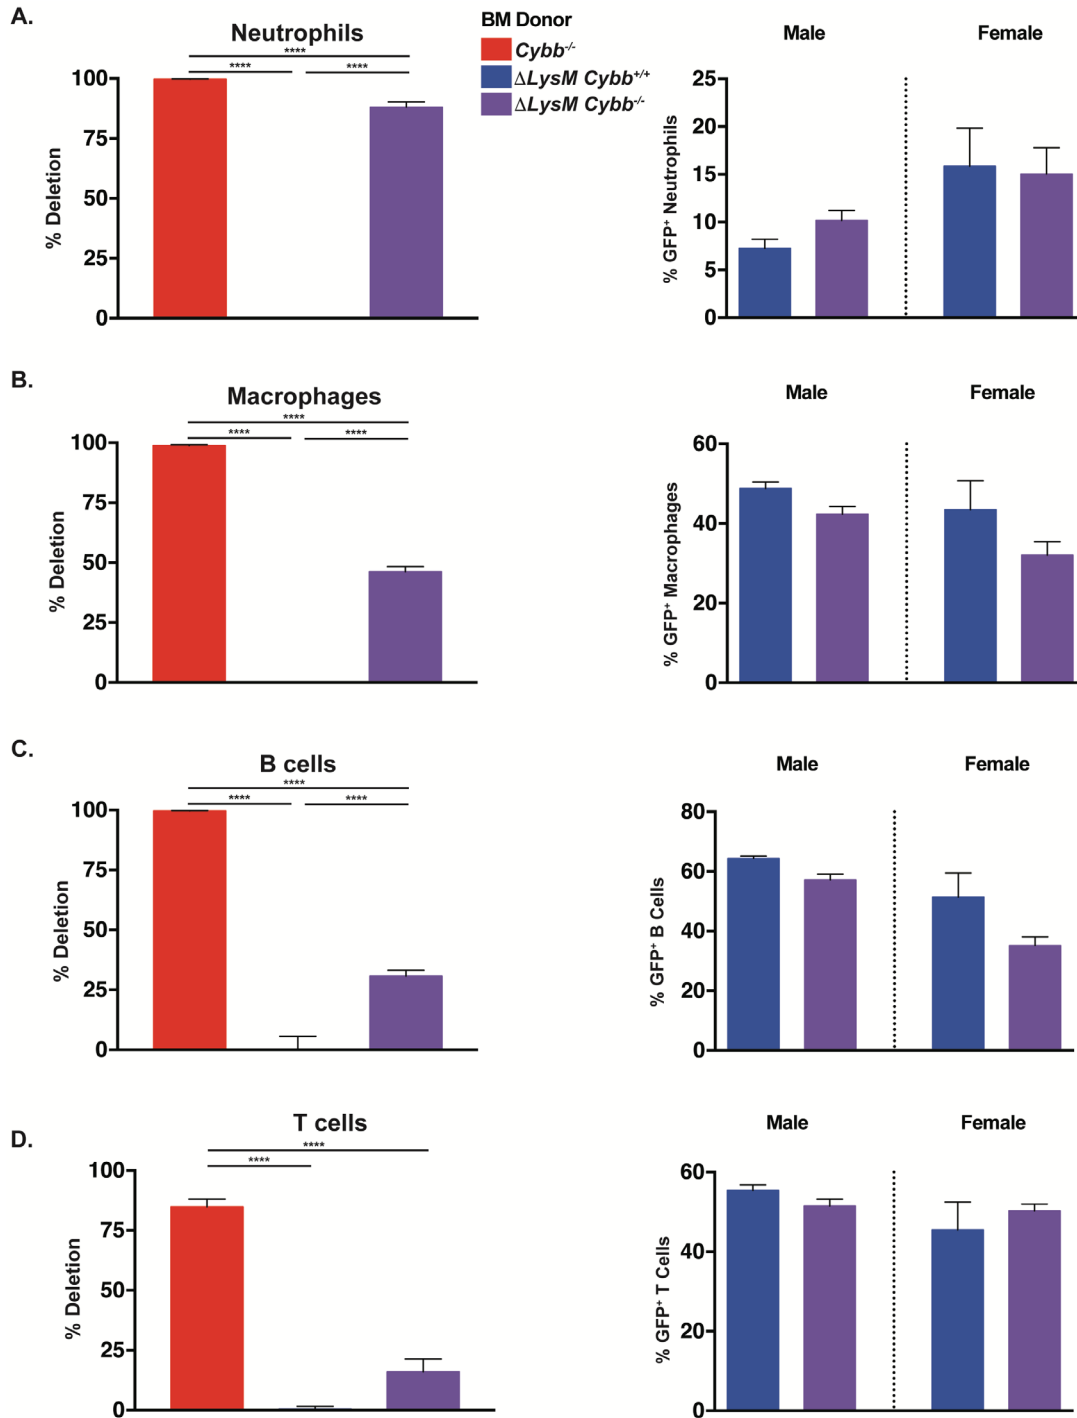 A.
Neutrophils
****
**** ****
100
75
50
25
0
% Deletion
BM Donor
Cybb-/-
ΔLysM Cybb+/+
ΔLysM Cybb-/-
Male Female
25
20
15
10
5
0
% GFP+ Neutrophils
B.
Macrophages
****
**** ****
100
75
50
25
0
% Deletion
Male Female
60
40
20
0
% GFP+ Macrophages
C.
B cells
****
**** ****
100
75
50
25
0
% Deletion
Male Female
80
60
40
20
0
% GFP+ B Cells
D.
T cells
****
****
100
75
50
25
0
% Deletion
Male Female
60
40
20
0
% GFP+ T Cells